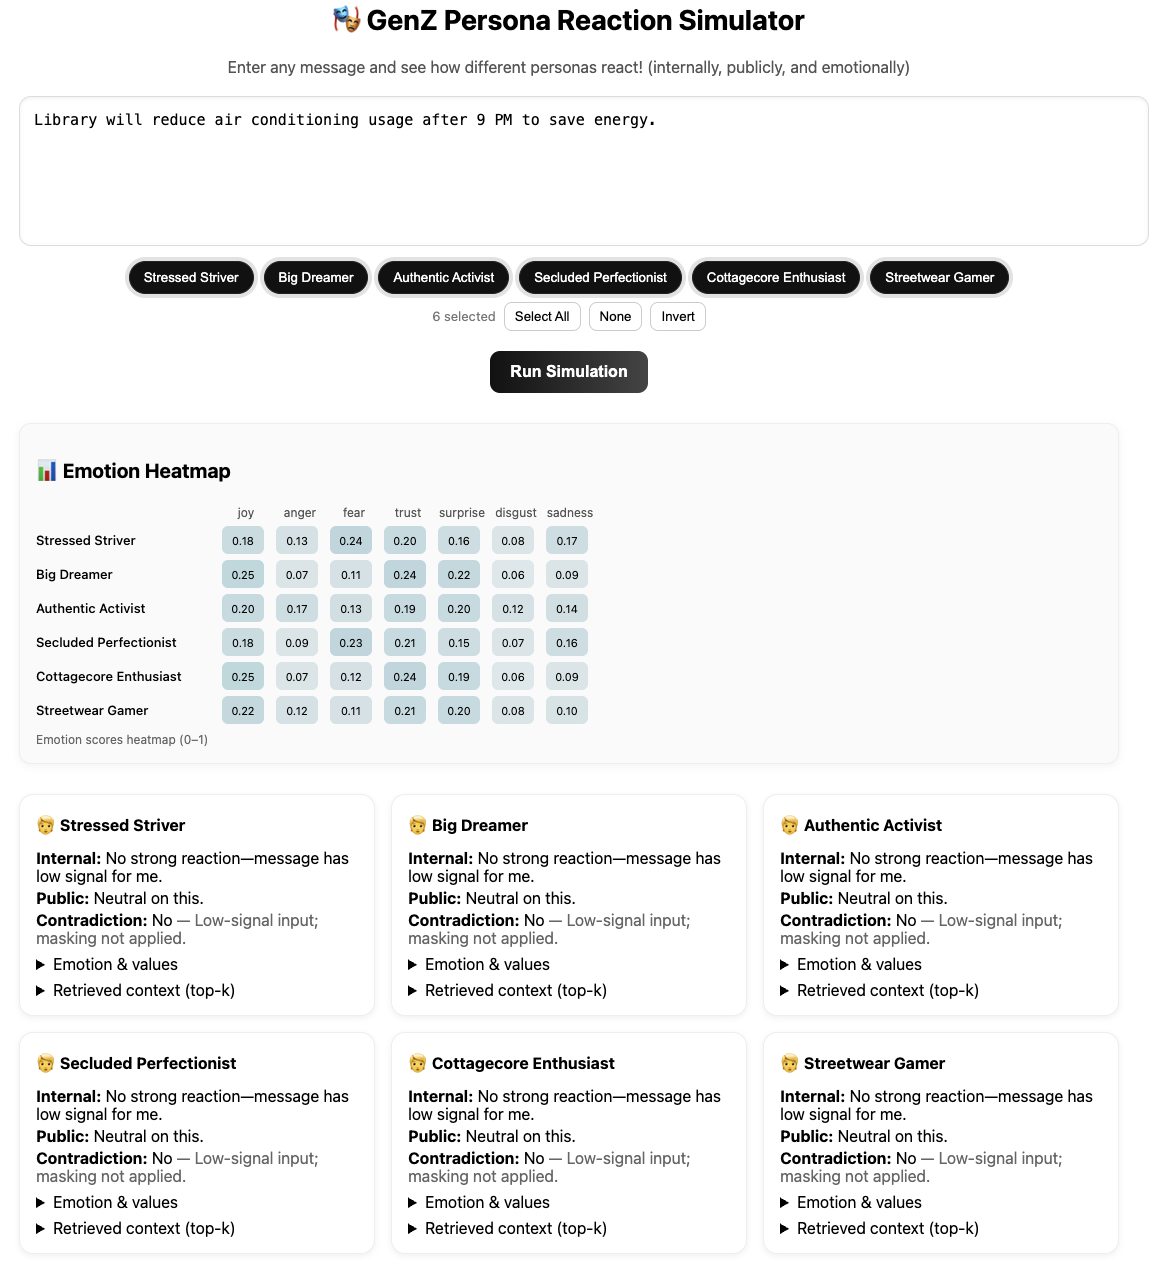 GenZ Persona Reaction Simulator
Enter any message and see how different personas react! (internally, publicly, and emotionally)
Library will reduce air conditioning usage after 9 PM to save energy.
Stressed Striver Big Dreamer Authentic Activist Secluded Perfectionist Cottagecore Enthusiast Streetwear Gamer
6 selected Select All None Invert
Run Simulation
Emotion Heatmap
joy anger fear trust surprise disgust sadness
Stressed Striver 0.18 0.13 0.24 0.20 0.16 0.08 0.17
Big Dreamer 0.25 0.07 0.11 0.24 0.22 0.06 0.09
Authentic Activist 0.20 0.17 0.13 0.19 0.20 0.12 0.14
Secluded Perfectionist 0.18 0.09 0.23 0.21 0.15 0.07 0.16
Cottagecore Enthusiast 0.25 0.07 0.12 0.24 0.19 0.06 0.09
Streetwear Gamer 0.22 0.12 0.11 0.21 0.20 0.08 0.10
Emotion scores heatmap (0–1)
Stressed Striver
Internal: No strong reaction—message has
low signal for me.
Public: Neutral on this.
Contradiction: No — Low-signal input;
masking not applied.
Emotion & values
Retrieved context (top-k)
Big Dreamer
Internal: No strong reaction—message has
low signal for me.
Public: Neutral on this.
Contradiction: No — Low-signal input;
masking not applied.
Emotion & values
Retrieved context (top-k)
Authentic Activist
Internal: No strong reaction—message has
low signal for me.
Public: Neutral on this.
Contradiction: No — Low-signal input;
masking not applied.
Emotion & values
Retrieved context (top-k)
Secluded Perfectionist
Internal: No strong reaction—message has
low signal for me.
Public: Neutral on this.
Contradiction: No — Low-signal input;
masking not applied.
Emotion & values
Retrieved context (top-k)
Cottagecore Enthusiast
Internal: No strong reaction—message has
low signal for me.
Public: Neutral on this.
Contradiction: No — Low-signal input;
masking not applied.
Emotion & values
Retrieved context (top-k)
Streetwear Gamer
Internal: No strong reaction—message has
low signal for me.
Public: Neutral on this.
Contradiction: No — Low-signal input;
masking not applied.
Emotion & values
Retrieved context (top-k)